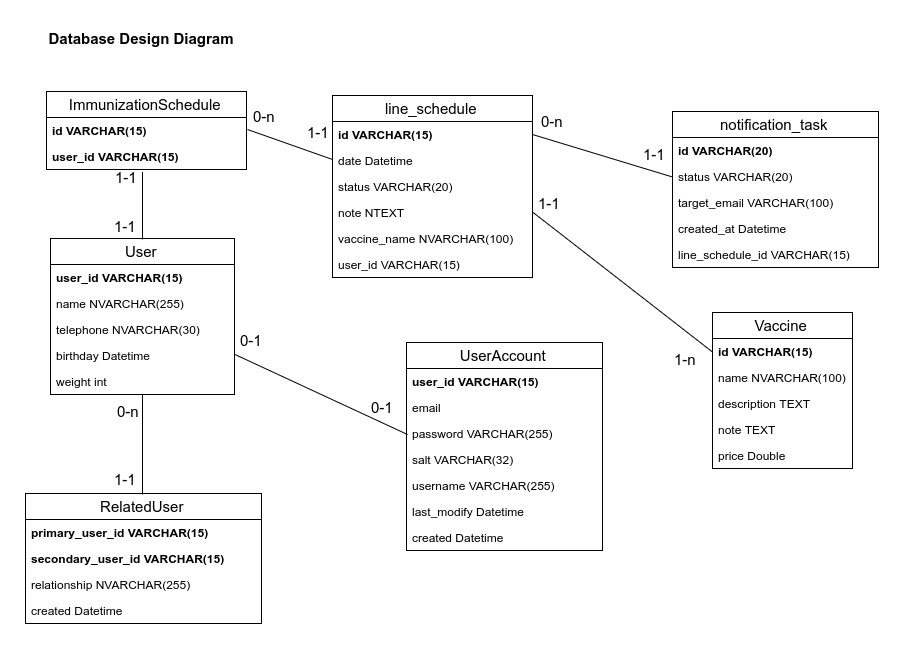 Database Design Diagram
ImmunizationSchedule
id VARCHAR(15)
user_id VARCHAR(15)
0-n
1-1
line_schedule
id VARCHAR(15)
date Datetime
status VARCHAR(20)
note NTEXT
vaccine_name NVARCHAR(100)
user_id VARCHAR(15)
0-n
1-1
notification_task
id VARCHAR(20)
status VARCHAR(20)
target_email VARCHAR(100)
created_at Datetime
line_schedule_id VARCHAR(15)
1-1
1-1
User
user_id VARCHAR(15)
name NVARCHAR(255)
telephone NVARCHAR(30)
birthday Datetime
weight int
0-1
0-1
UserAccount
user_id VARCHAR(15)
email
password VARCHAR(255)
salt VARCHAR(32)
username VARCHAR(255)
last_modify Datetime
created Datetime
1-1
1-n
Vaccine
id VARCHAR(15)
name NVARCHAR(100)
description TEXT
note TEXT
price Double
0-n
1-1
RelatedUser
primary_user_id VARCHAR(15)
secondary_user_id VARCHAR(15)
relationship NVARCHAR(255)
created Datetime